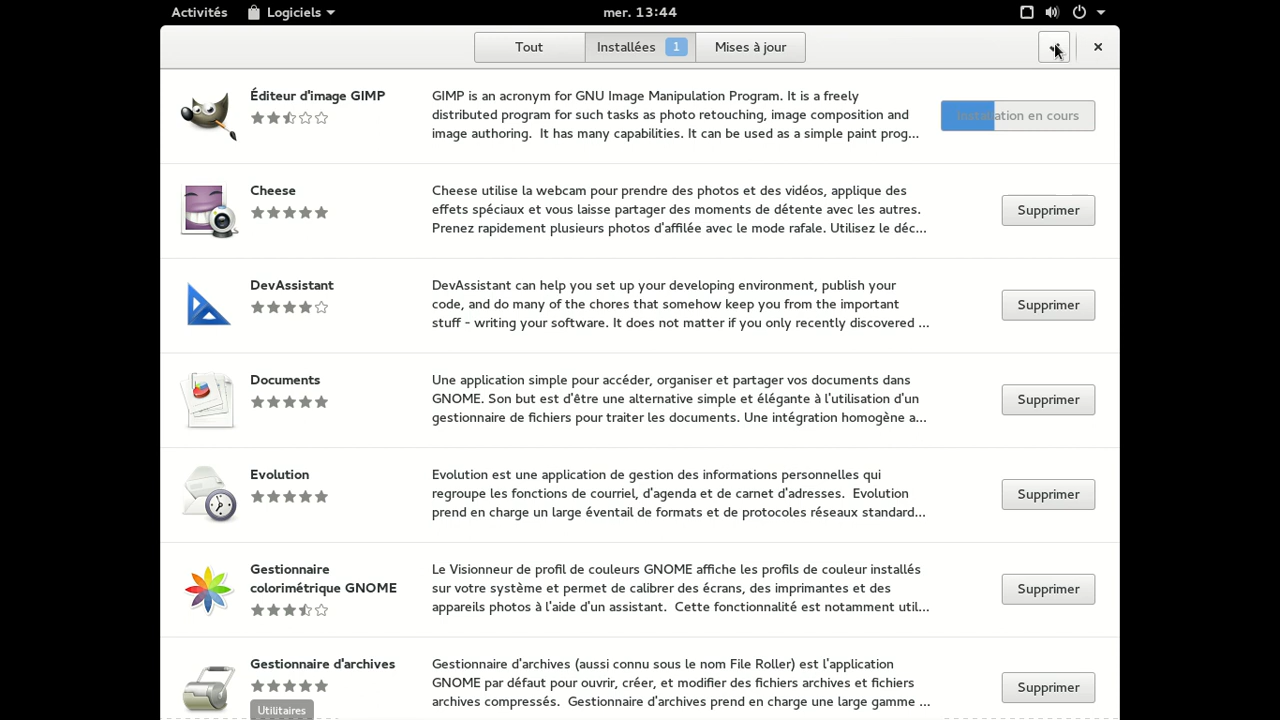 Activités Logiciels mer. 13:44
Tout Installées 1 Mises à jour
Éditeur d'image GIMP
GIMP is an acronym for GNU Image Manipulation Program. It is a freely
distributed program for such tasks as photo retouching, image composition and
image authoring. It has many capabilities. It can be used as a simple paint prog...
Installation en cours
Cheese
Cheese utilise la webcam pour prendre des photos et des vidéos, applique des
effets spéciaux et vous laisse partager des moments de détente avec les autres.
Prenez rapidement plusieurs photos d'affilée avec le mode rafale. Utilisez le déc...
Supprimer
DevAssistant
DevAssistant can help you set up your developing environment, publish your
code, and do many of the chores that somehow keep you from the important
stuff - writing your software. It does not matter if you only recently discovered ...
Supprimer
Documents
Une application simple pour accéder, organiser et partager vos documents dans
GNOME. Son but est d'être une alternative simple et élégante à l'utilisation d'un
gestionnaire de fichiers pour traiter les documents. Une intégration homogène a...
Supprimer
Evolution
Evolution est une application de gestion des informations personnelles qui
regroupe les fonctions de courriel, d'agenda et de carnet d'adresses. Evolution
prend en charge un large éventail de formats et de protocoles réseaux standard...
Supprimer
Gestionnaire
colorimétrique GNOME
Le Visionneur de profil de couleurs GNOME affiche les profils de couleur installés
sur votre système et permet de calibrer des écrans, des imprimantes et des
appareils photos à l'aide d'un assistant. Cette fonctionnalité est notamment util...
Supprimer
Gestionnaire d'archives
Utilitaires
Gestionnaire d'archives (aussi connu sous le nom File Roller) est l'application
GNOME par défaut pour ouvrir, créer, et modifier des fichiers archives et fichiers
archives compressés. Gestionnaire d'archives prend en charge une large gamme ...
Supprimer